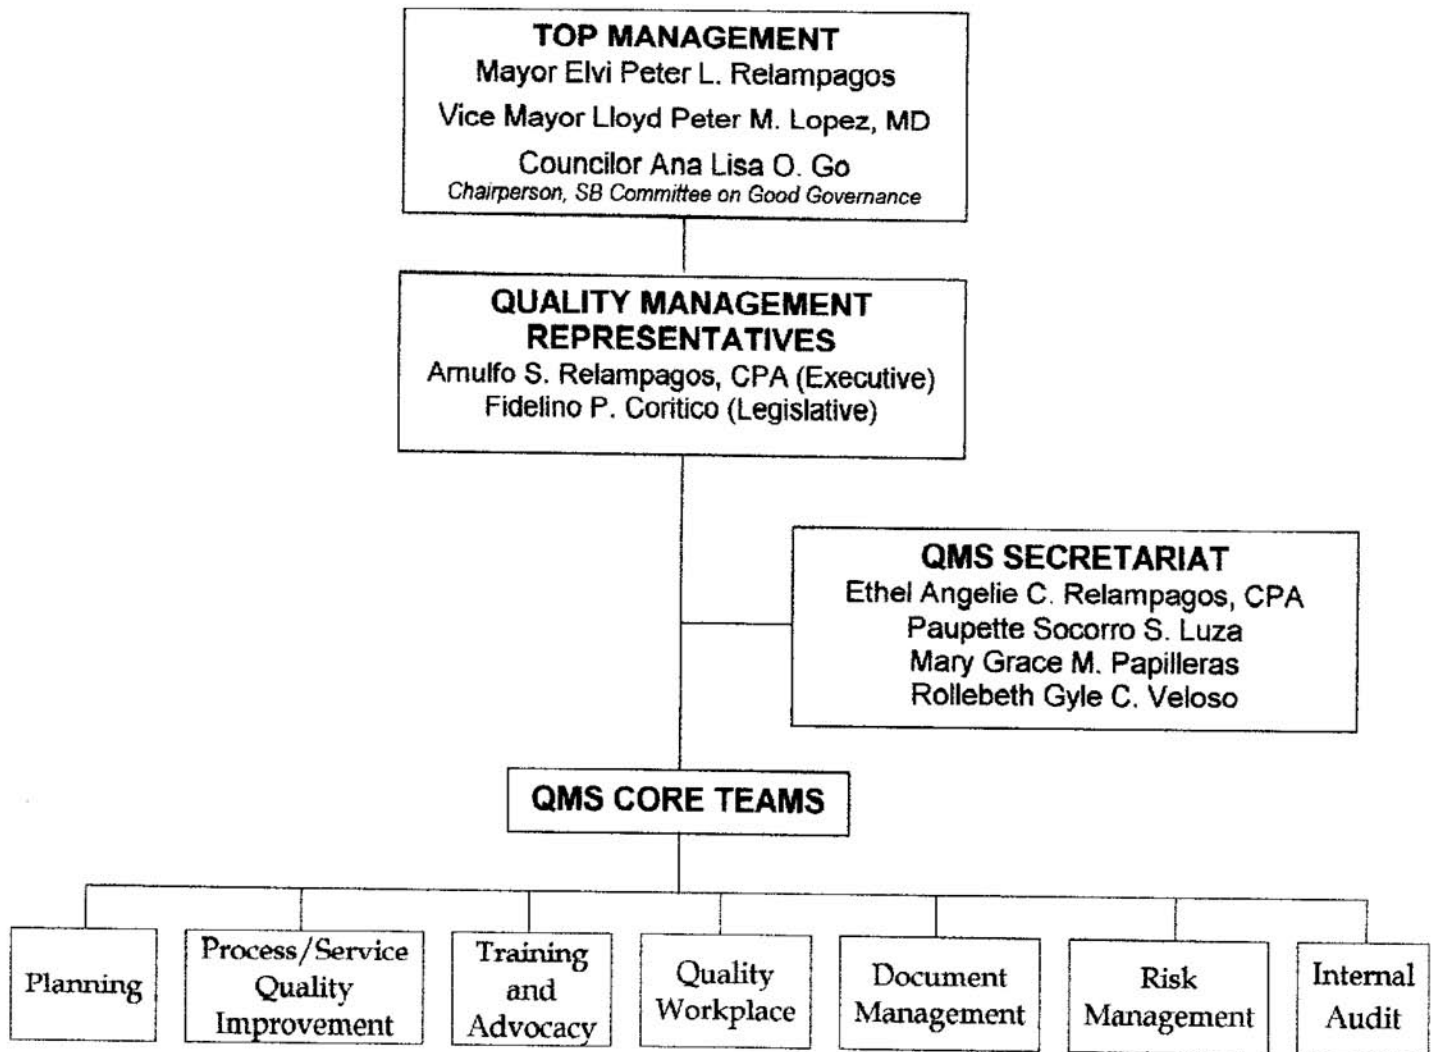 TOP MANAGEMENT
Mayor Elvi Peter L. Relampagos
Vice Mayor Lloyd Peter M. Lopez, MD
Councilor Ana Lisa O. Go
Chairperson, SB Committee on Good Governance
QUALITY MANAGEMENT
REPRESENTATIVES
Arnulfo S. Relampagos, CPA (Executive)
Fidelino P. Coritico (Legislative)
QMS SECRETARIAT
Ethel Angelie C. Relampagos, CPA
Paupette Socorro S. Luza
Mary Grace M. Papilleras
Rollebeth Gyle C. Veloso
QMS CORE TEAMS
Planning
Process/Service
Quality
Improvement
Training
and
Advocacy
Quality
Workplace
Document
Management
Risk
Management
Internal
Audit